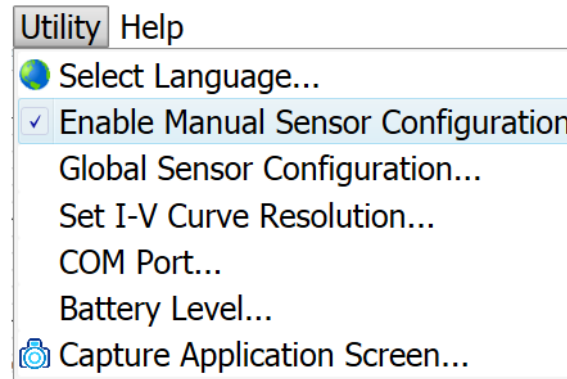 Utility Help
Select Language...
Enable Manual Sensor Configuration
Global Sensor Configuration...
Set I-V Curve Resolution...
COM Port...
Battery Level...
Capture Application Screen...